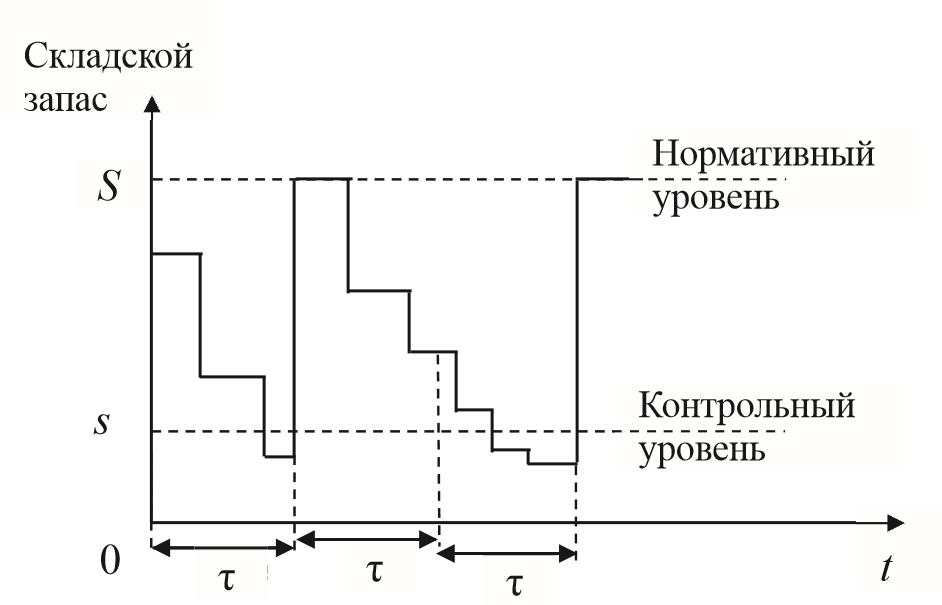 Складской
запас
S
Нормативный
уровень
s
Контрольный
уровень
0
τ
τ
τ
t